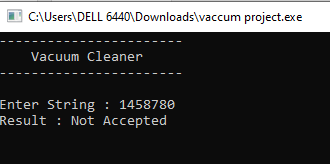 C:\Users\DELL 6440\Downloads\vaccum project.exe
-----------------------
Vacuum Cleaner
-----------------------
Enter String : 1458780
Result : Not Accepted